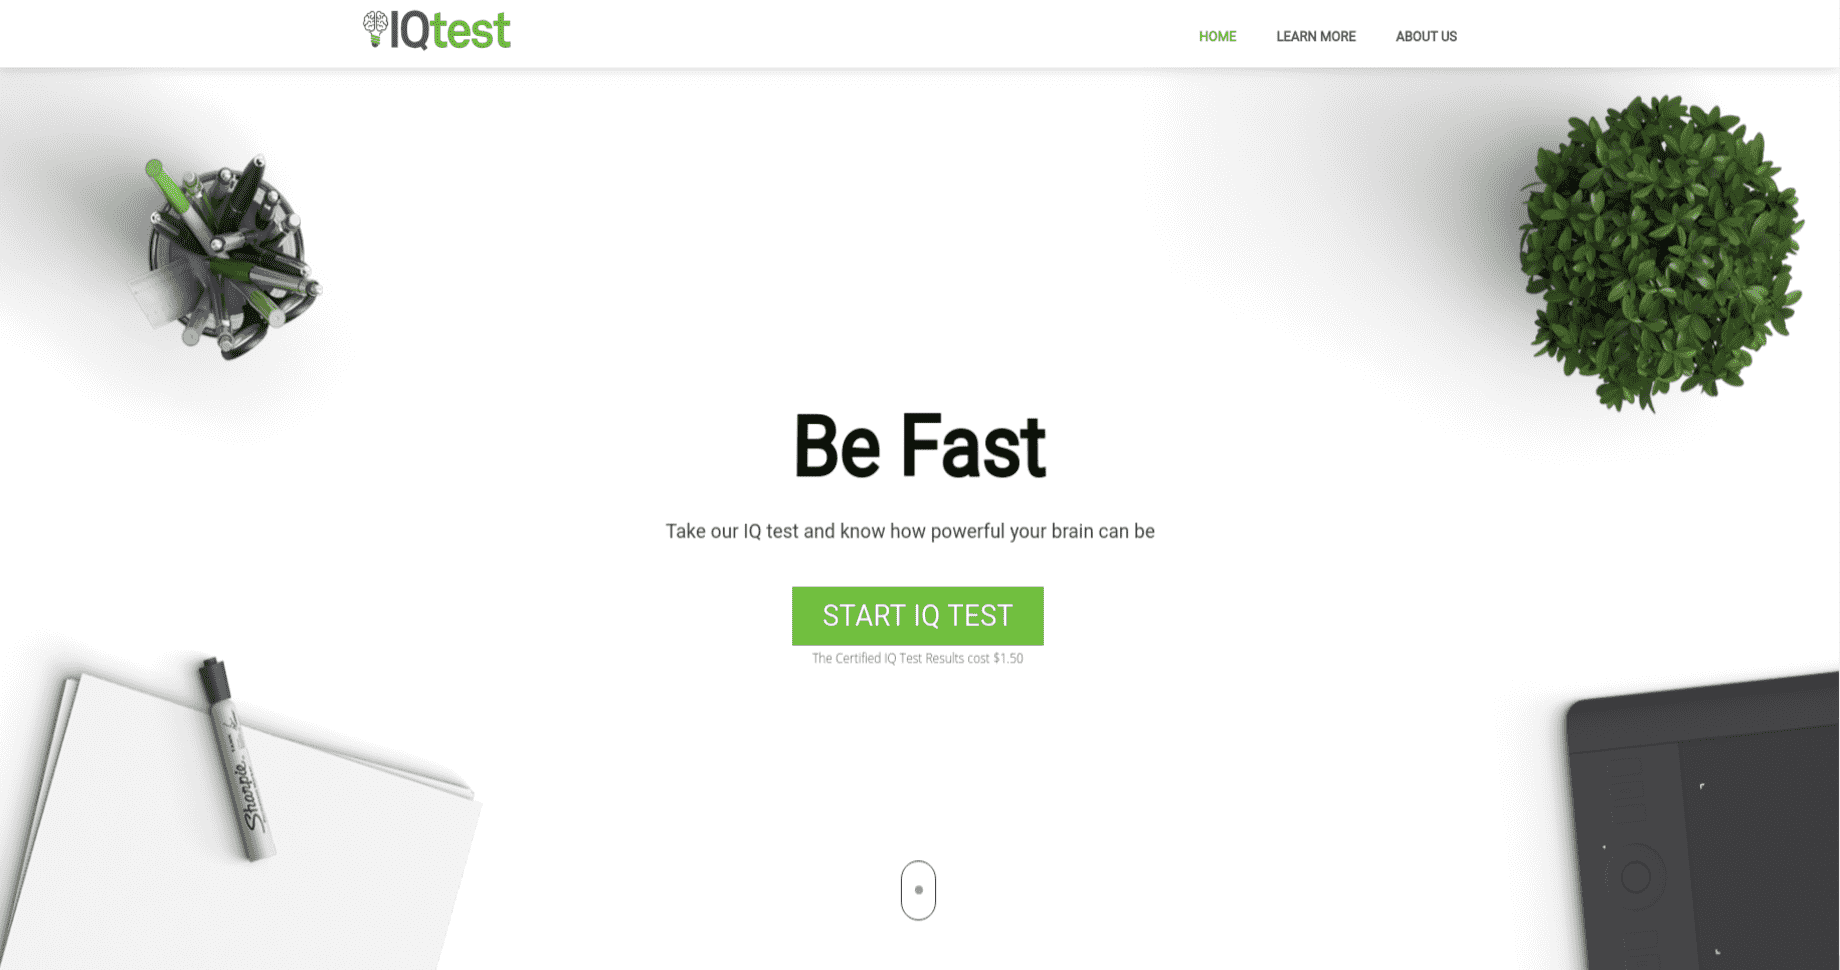 IQtest
HOME LEARN MORE ABOUT US
Be Fast
Take our IQ test and know how powerful your brain can be
START IQ TEST
The Certified IQ Test Results cost $1.50
Sharpie